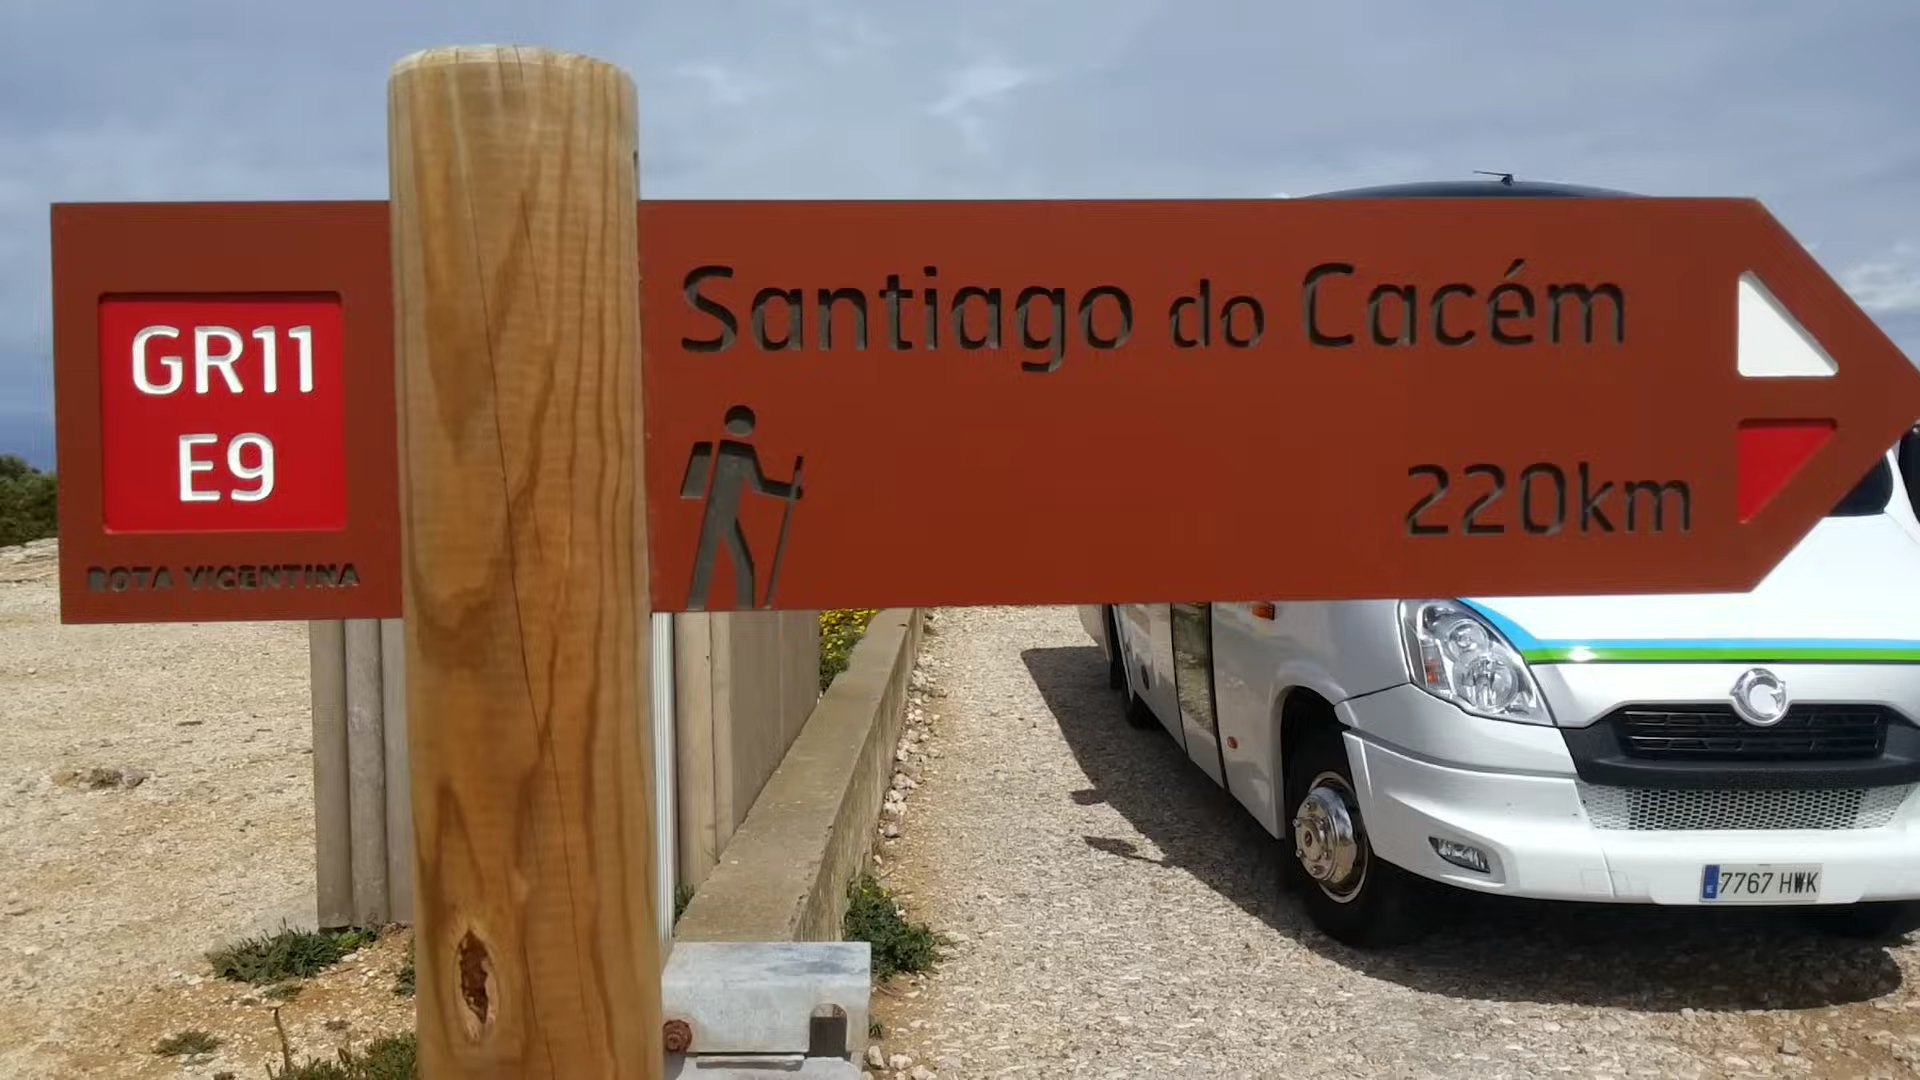 GR11
E9
ROTA VICENTINA
Santiago do Cacém
220km
7767 HWK